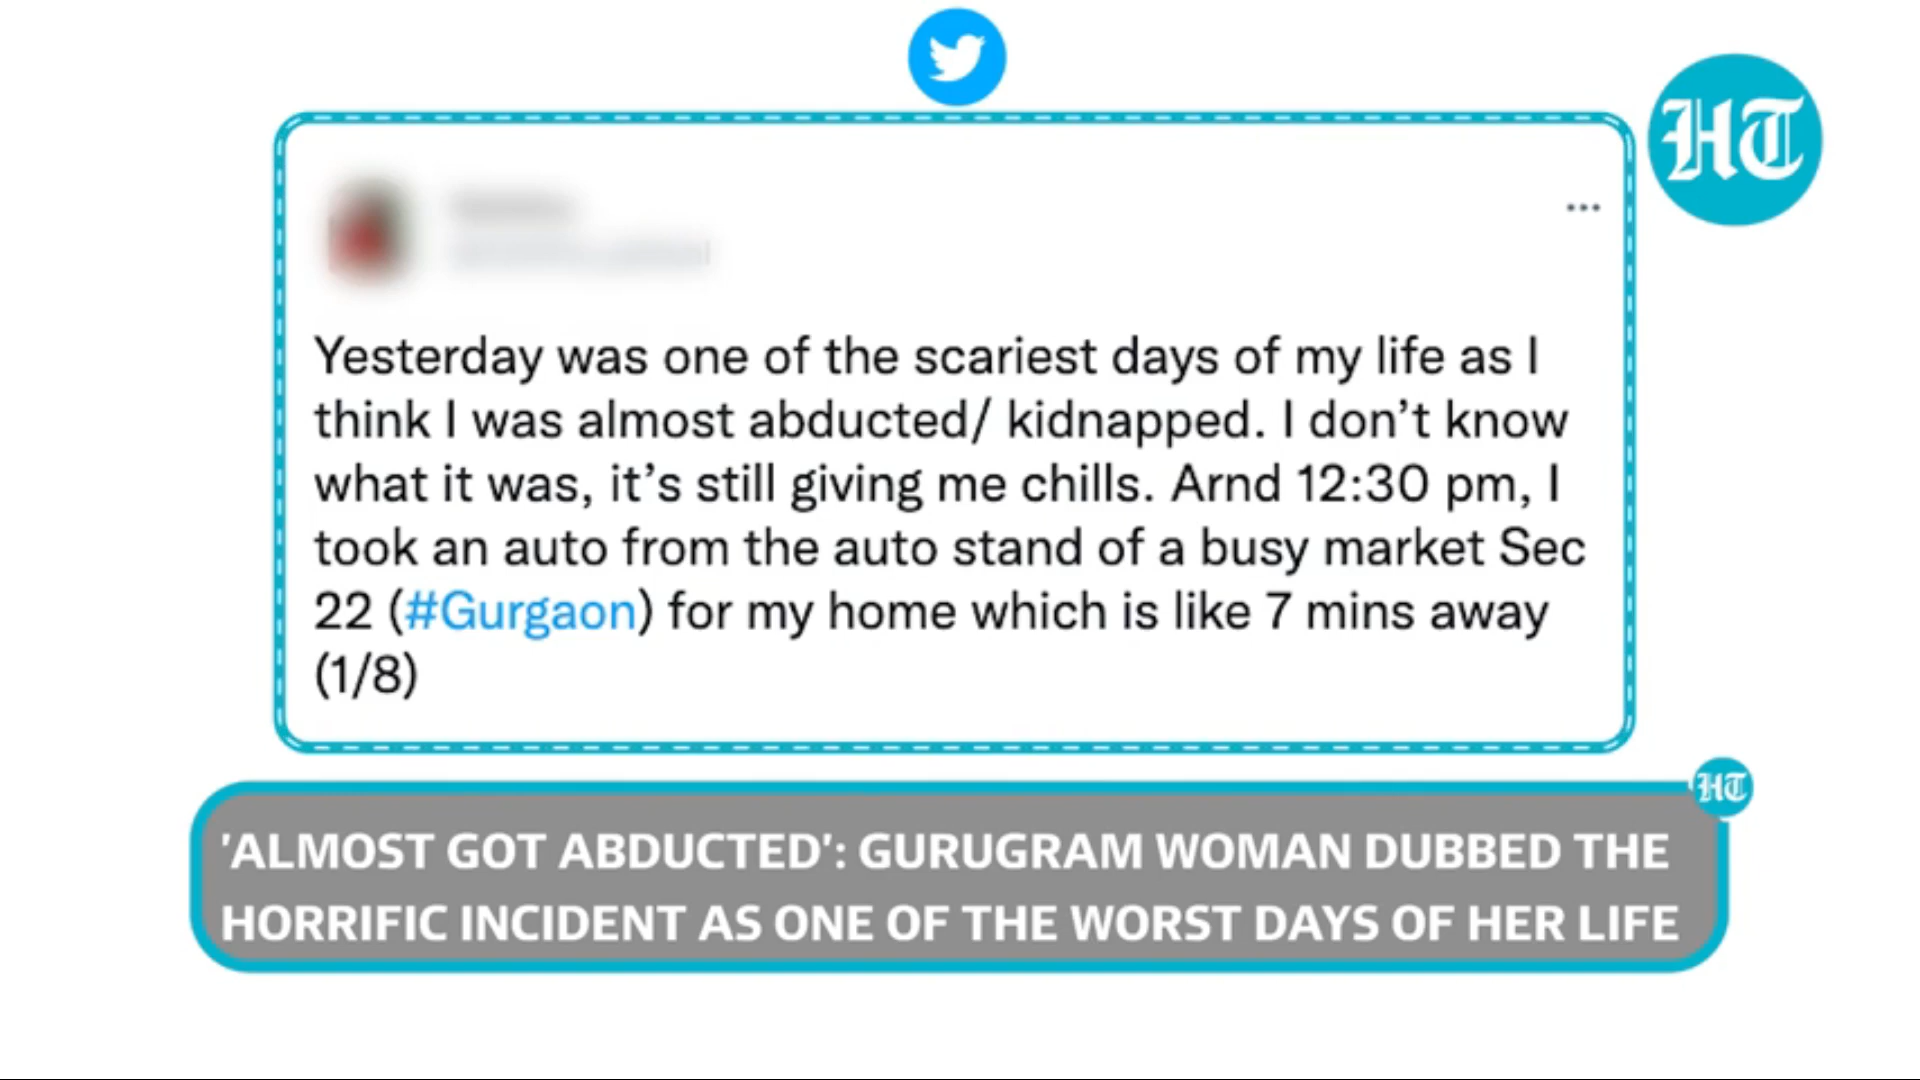 HT
Yesterday was one of the scariest days of my life as I
think I was almost abducted/ kidnapped. I don’t know
what it was, it’s still giving me chills. Arnd 12:30 pm, I
took an auto from the auto stand of a busy market Sec
22 (#Gurgaon) for my home which is like 7 mins away
(1/8)
HT
'ALMOST GOT ABDUCTED': GURUGRAM WOMAN DUBBED THE
HORRIFIC INCIDENT AS ONE OF THE WORST DAYS OF HER LIFE